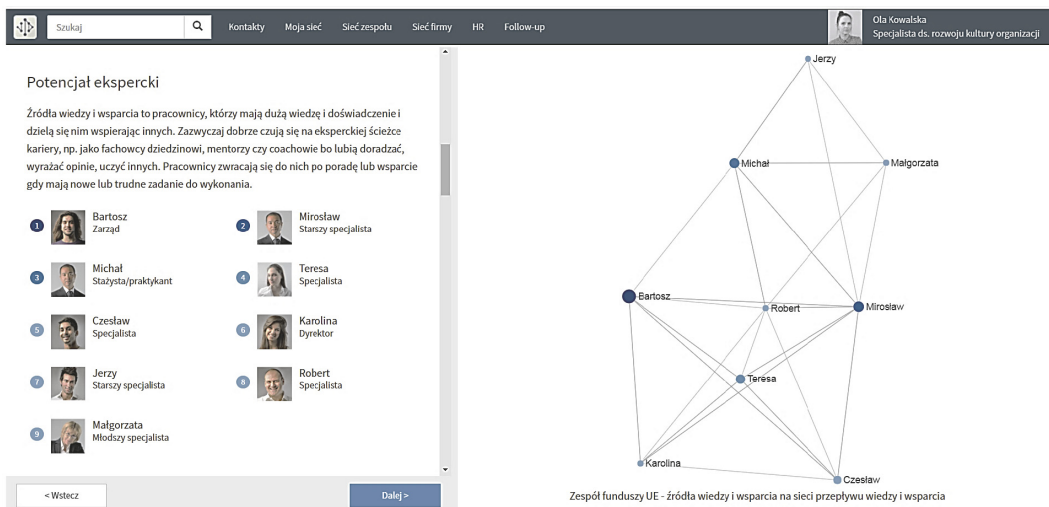 Szukaj
Kontakty Moja sieć Sieć zespołu Sieć firmy HR Follow-up
Ola Kowalska
Specjalista ds. rozwoju kultury organizacji
Potencjał ekspercki
Źródła wiedzy i wsparcia to pracownicy, którzy mają dużą wiedzę i doświadczenie i
dzielą się nim wspierając innych. Zazwyczaj dobrze czują się na eksperckiej ścieżce
kariery, np. jako fachowcy dziedzinowi, mentorzy czy coachowie bo lubią doradzać,
wyrażać opinie, uczyć innych. Pracownicy zwracają się do nich po poradę lub wsparcie
gdy mają nowe lub trudne zadanie do wykonania.
1 Bartosz
Zarząd
2 Mirosław
Starszy specjalista
3 Michał
Stażysta/praktykant
4 Teresa
Specjalista
5 Czesław
Specjalista
6 Karolina
Dyrektor
7 Jerzy
Starszy specjalista
8 Robert
Specjalista
9 Małgorzata
Młodszy specjalista
< Wstecz
Dalej >
Jerzy
Michał
Małgorzata
Bartosz
Robert
Mirosław
Teresa
Karolina
Czesław
Zespół funduszy UE - źródła wiedzy i wsparcia na sieci przepływu wiedzy i wsparcia